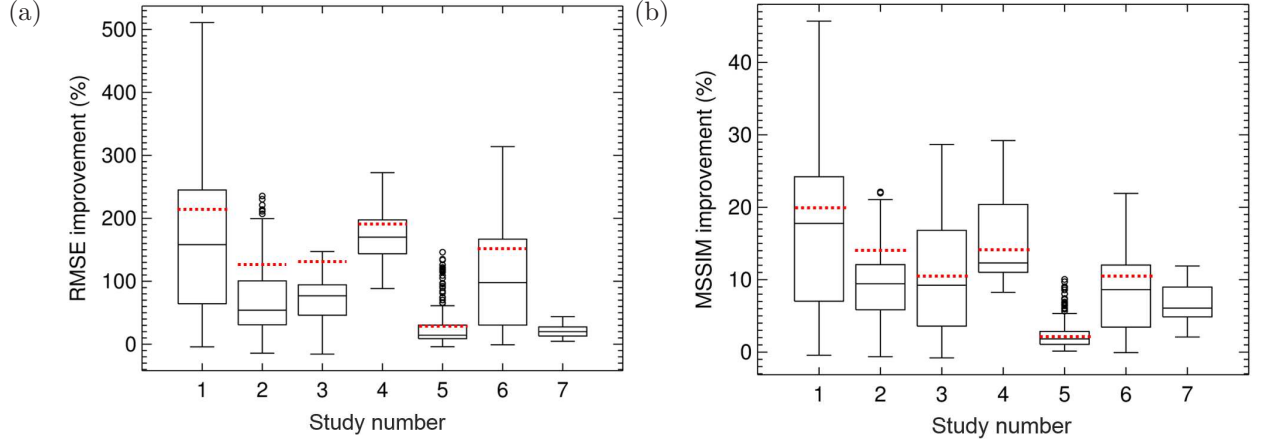 (a)
RMSE improvement (%)
500
400
300
200
100
0
1 2 3 4 5 6 7
Study number
(b)
MSSIM improvement (%)
40
30
20
10
0
1 2 3 4 5 6 7
Study number